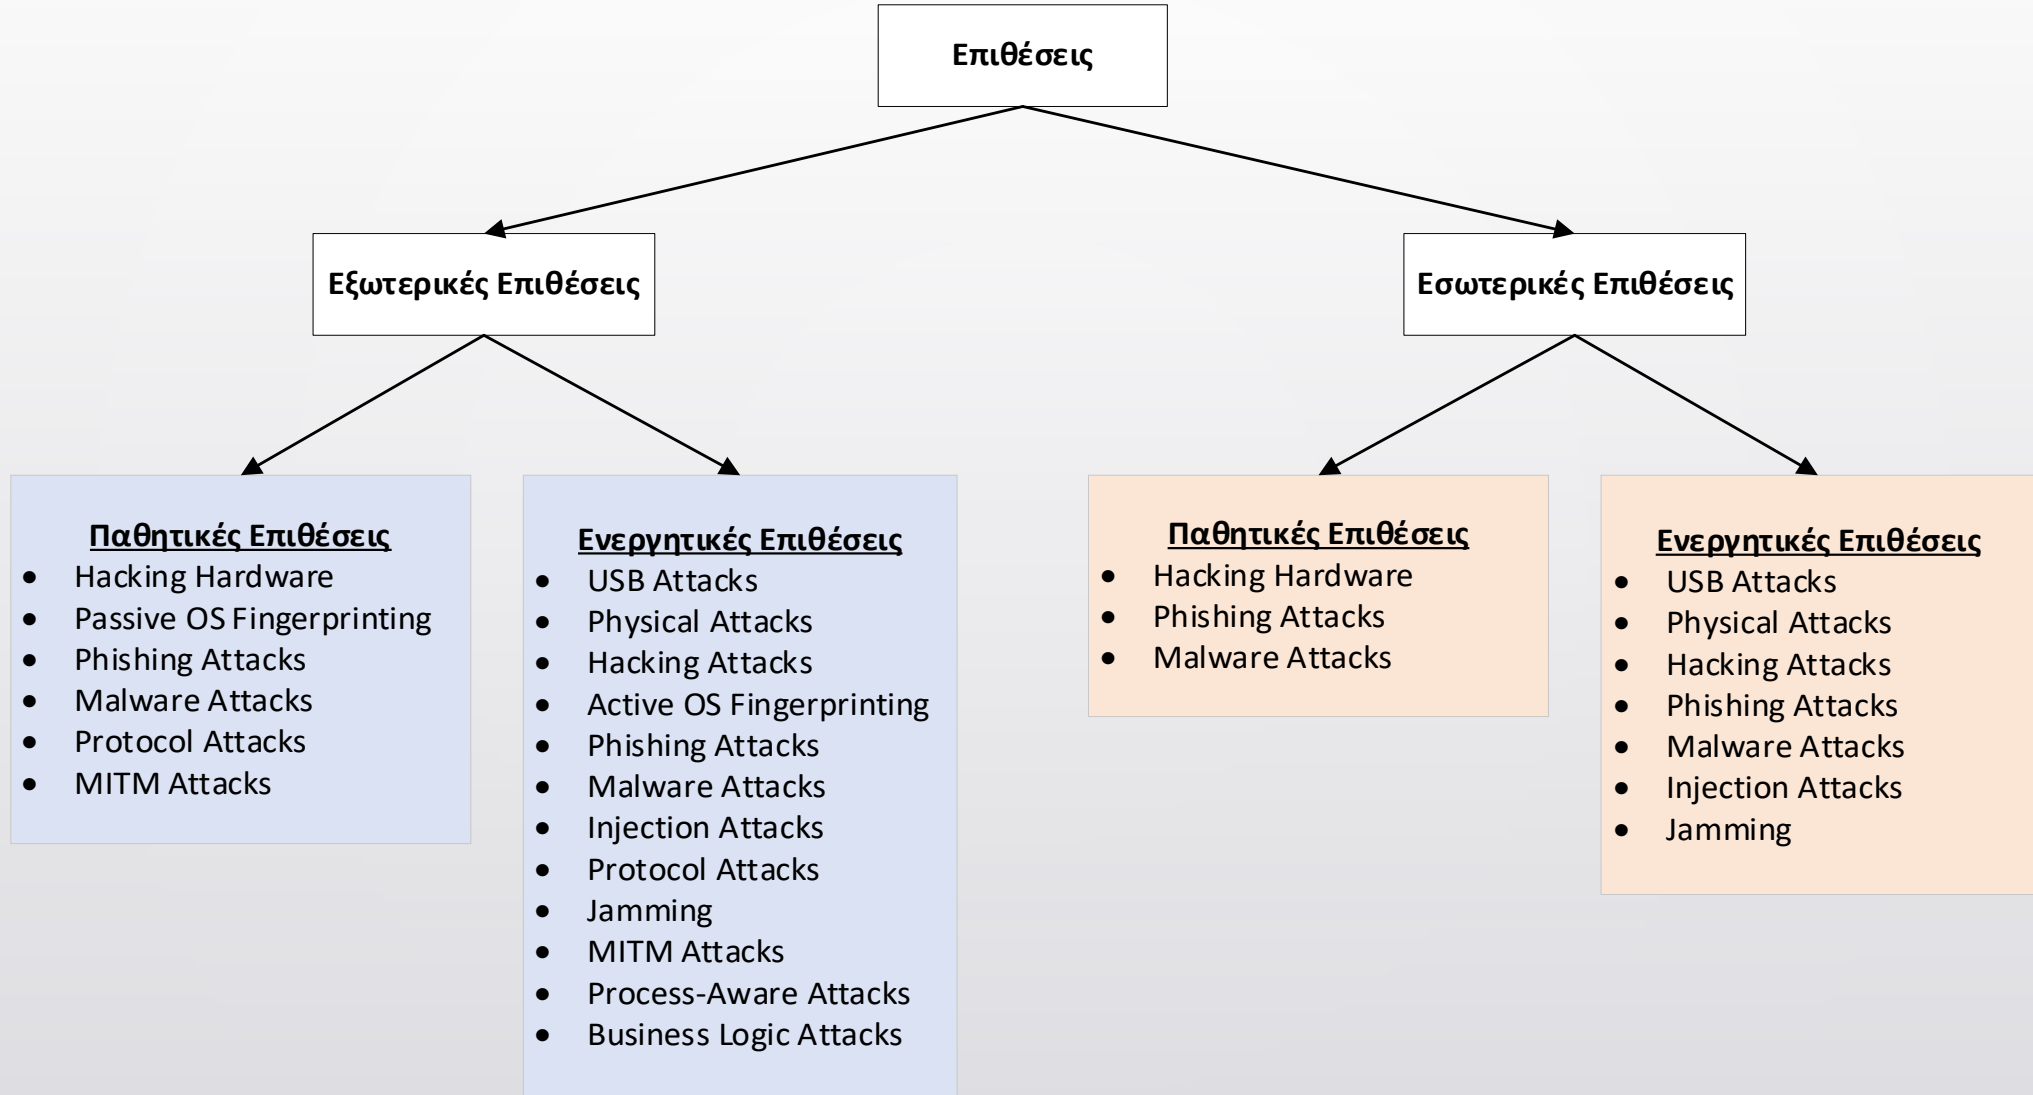 Επιθέσεις
Εξωτερικές Επιθέσεις
Εσωτερικές Επιθέσεις
Παθητικές Επιθέσεις
• Hacking Hardware
• Passive OS Fingerprinting
• Phishing Attacks
• Malware Attacks
• Protocol Attacks
• MITM Attacks
Ενεργητικές Επιθέσεις
• USB Attacks
• Physical Attacks
• Hacking Attacks
• Active OS Fingerprinting
• Phishing Attacks
• Malware Attacks
• Injection Attacks
• Protocol Attacks
• Jamming
• MITM Attacks
• Process-Aware Attacks
• Business Logic Attacks
Παθητικές Επιθέσεις
• Hacking Hardware
• Phishing Attacks
• Malware Attacks
Ενεργητικές Επιθέσεις
• USB Attacks
• Physical Attacks
• Hacking Attacks
• Phishing Attacks
• Malware Attacks
• Injection Attacks
• Jamming